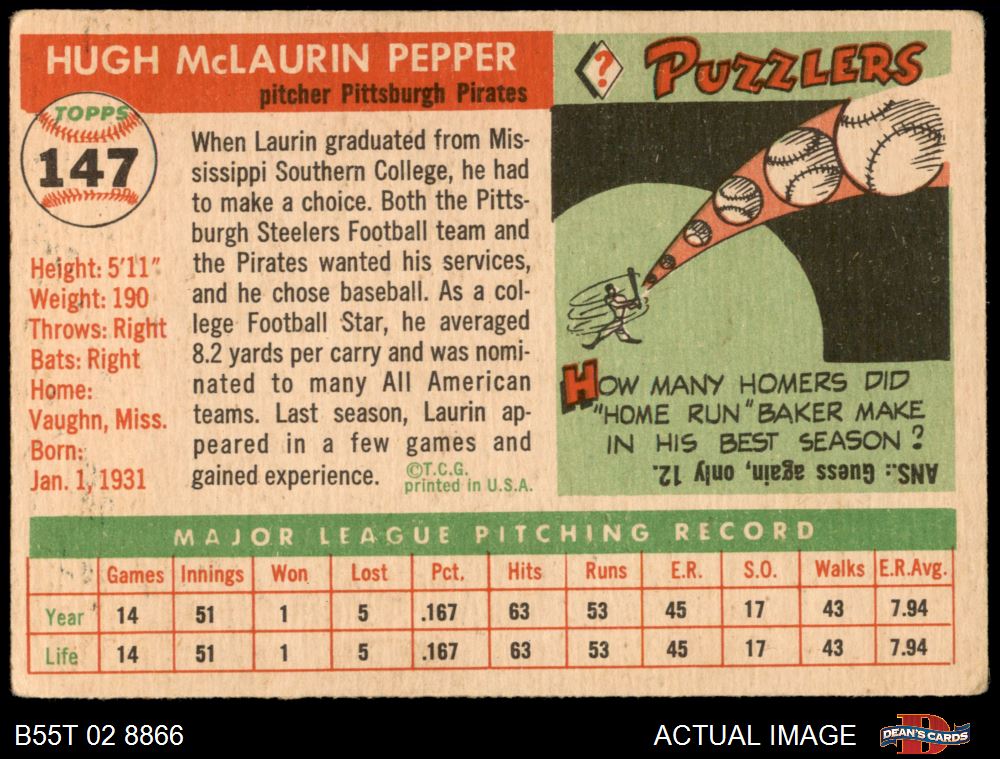 HUGH McLAURIN PEPPER
pitcher Pittsburgh Pirates
TOPPS
147
Height: 5'11"
Weight: 190
Throws: Right
Bats: Right
Home:
Vaughn, Miss.
Born:
Jan. 1, 1931
When Laurin graduated from Mis-
sissippi Southern College, he had
to make a choice. Both the Pitts-
burgh Steelers Football team and
the Pirates wanted his services,
and he chose baseball. As a col-
lege Football Star, he averaged
8.2 yards per carry and was nomi-
nated to many All American
teams. Last season, Laurin ap-
peared in a few games and
gained experience.
©T.C.G.
printed in U.S.A.
? PUZZLERS
HOW MANY HOMERS DID
"HOME RUN" BAKER MAKE
IN HIS BEST SEASON?
ANS.: Guess again, only 12.
MAJOR LEAGUE PITCHING RECORD
Games Innings Won Lost Pct. Hits Runs E.R. S.O. Walks E.R.Avg.
Year 14 51 1 5 .167 63 53 45 17 43 7.94
Life 14 51 1 5 .167 63 53 45 17 43 7.94
B55T 02 8866
ACTUAL IMAGE
D
DEAN'S CARDS